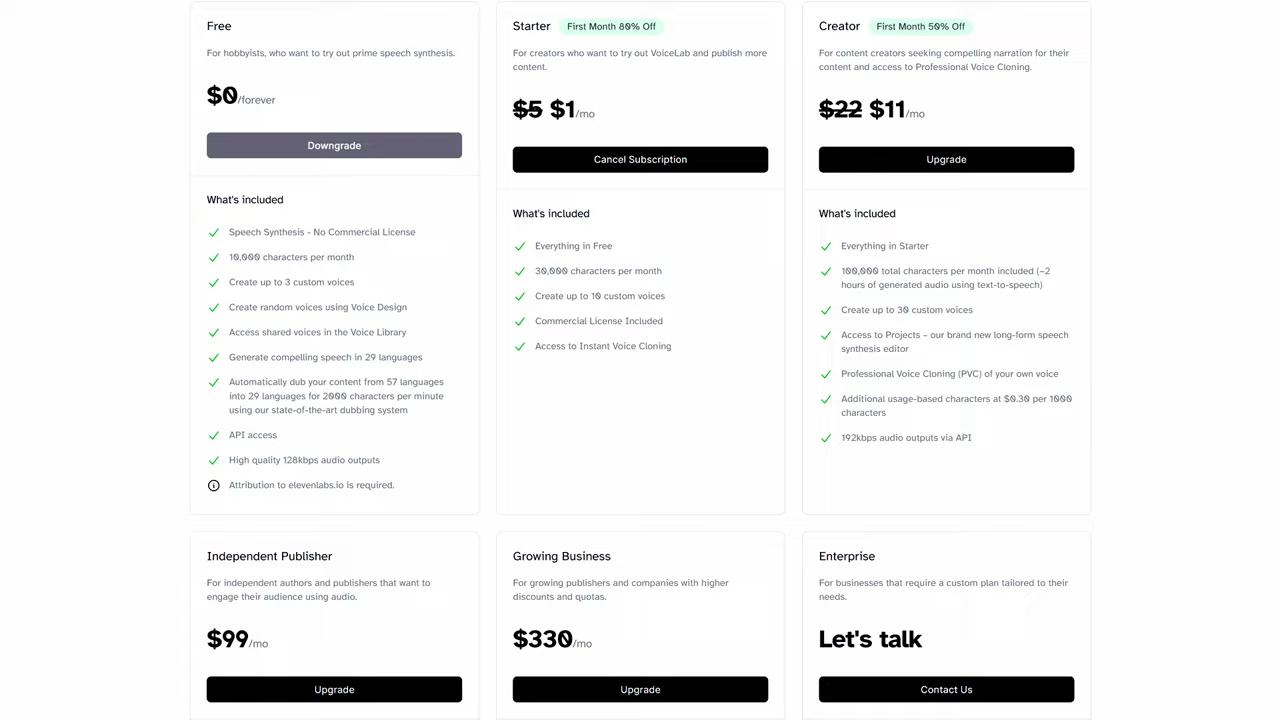 Free
For hobbyists, who want to try out prime speech synthesis.
$0/forever
Downgrade
What's included
Speech Synthesis - No Commercial License
10,000 characters per month
Create up to 3 custom voices
Create random voices using Voice Design
Access shared voices in the Voice Library
Generate compelling speech in 29 languages
Automatically dub your content from 57 languages
into 29 languages for 2000 characters per minute
using our state-of-the-art dubbing system
API access
High quality 128kbps audio outputs
Attribution to elevenlabs.io is required.
Starter First Month 80% Off
For creators who want to try out VoiceLab and publish more
content.
$5 $1/mo
Cancel Subscription
What's included
Everything in Free
30,000 characters per month
Create up to 10 custom voices
Commercial License Included
Access to Instant Voice Cloning
Creator First Month 50% Off
For content creators seeking compelling narration for their
content and access to Professional Voice Cloning.
$22 $11/mo
Upgrade
What's included
Everything in Starter
100,000 total characters per month included (~2
hours of generated audio using text-to-speech)
Create up to 30 custom voices
Access to Projects – our brand new long-form speech
synthesis editor
Professional Voice Cloning (PVC) of your own voice
Additional usage-based characters at $0.30 per 1000
characters
192kbps audio outputs via API
Independent Publisher
For independent authors and publishers that want to
engage their audience using audio.
$99/mo
Upgrade
Growing Business
For growing publishers and companies with higher
discounts and quotas.
$330/mo
Upgrade
Enterprise
For businesses that require a custom plan tailored to their
needs.
Let's talk
Contact Us